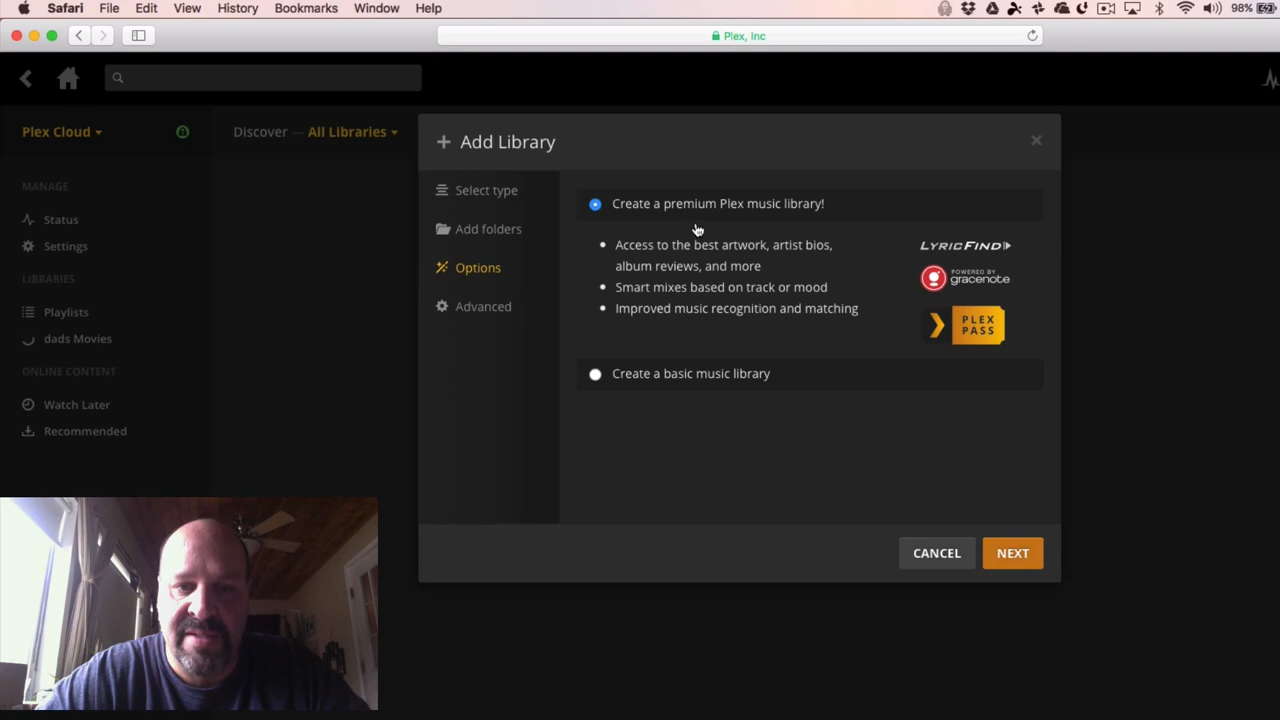 Safari File Edit View History Bookmarks Window Help 98%
Plex, Inc
Plex Cloud
Discover — All Libraries
MANAGE
Status
Settings
LIBRARIES
Playlists
dads Movies
ONLINE CONTENT
Watch Later
Recommended
Add Library
Select type
Add folders
Options
Advanced
Create a premium Plex music library!
Access to the best artwork, artist bios,
album reviews, and more
Smart mixes based on track or mood
Improved music recognition and matching
LYRICFIND
POWERED BY
gracenote
PLEX
PASS
Create a basic music library
CANCEL NEXT